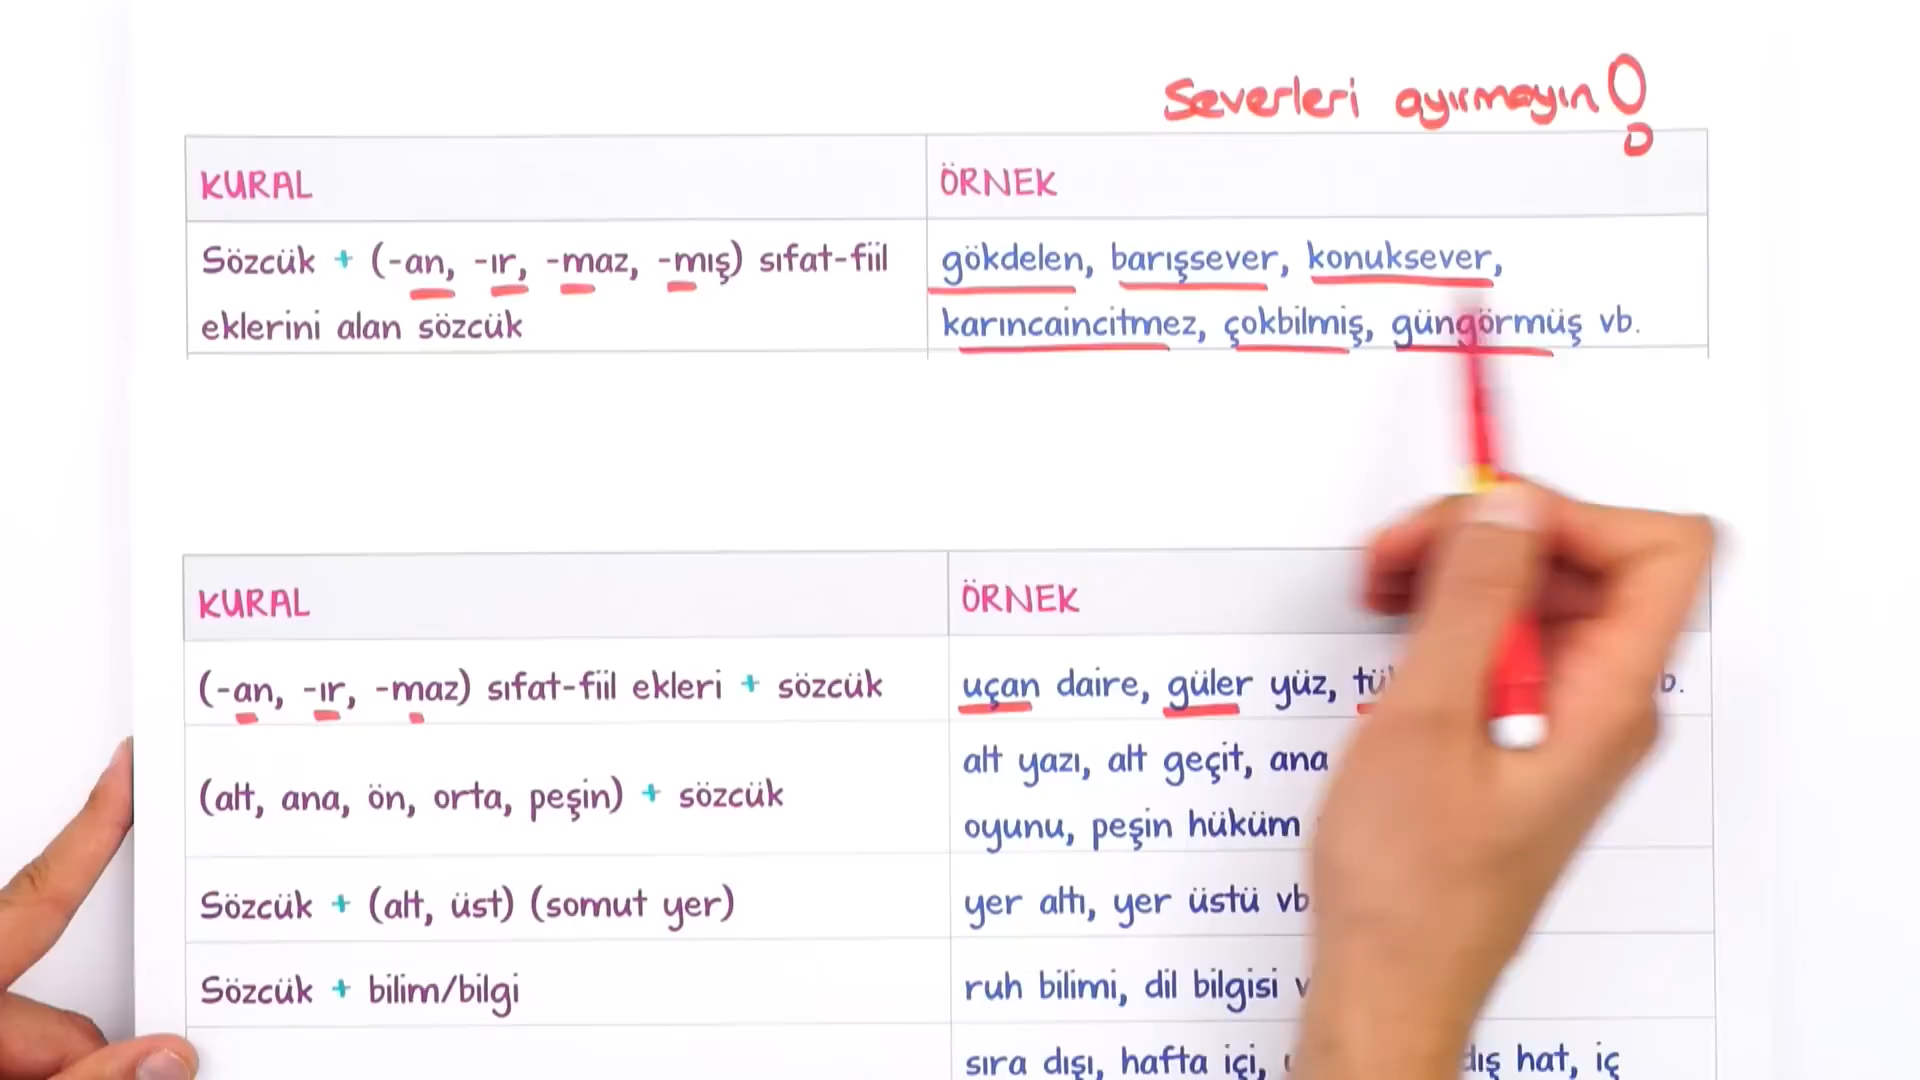 Severleri ayırmayın!
KURAL
ÖRNEK
Sözcük + (-an, -ır, -maz, -mış) sıfat-fiil
eklerini alan sözcük
gökdelen, barışsever, konuksever,
karıncaincitmez, çokbilmiş, güngörmüş vb.
KURAL
ÖRNEK
(-an, -ır, -maz) sıfat-fiil ekleri + sözcük
uçan daire, güler yüz,
(alt, ana, ön, orta, peşin) + sözcük
alt yazı, alt geçit, ana
oyunu, peşin hüküm
Sözcük + (alt, üst) (somut yer)
yer altı, yer üstü vb
Sözcük + bilim/bilgi
ruh bilimi, dil bilgisi
sıra dışı, hafta içi, dış hat, iç